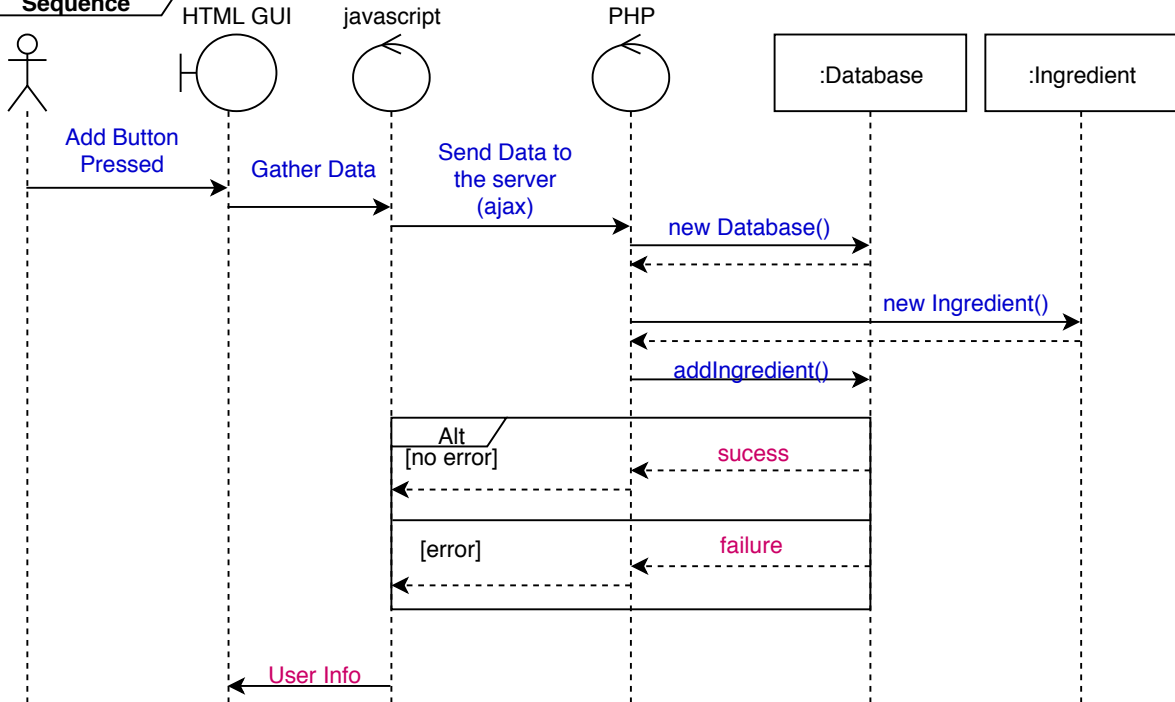 Sequence
HTML GUI
javascript
PHP
:Database
:Ingredient
Add Button
Pressed
Gather Data
Send Data to
the server
(ajax)
new Database()
new Ingredient()
addIngredient()
Alt
[no error]
sucess
[error]
failure
User Info